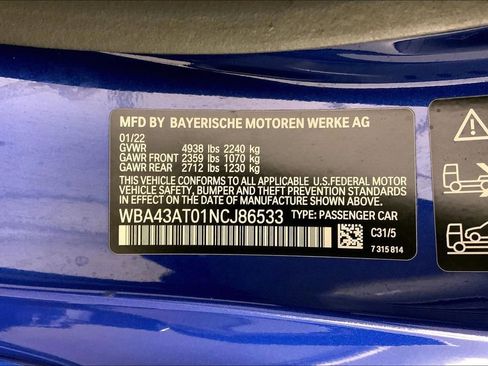 MFD BY BAYERISCHE MOTOREN WERKE AG
01/22
GVWR 4938 lbs 2240 kg
GAWR FRONT 2359 lbs 1070 kg
GAWR REAR 2712 lbs 1230 kg
THIS VEHICLE CONFORMS TO ALL APPLICABLE U.S.FEDERAL MOTOR
VEHICLE SAFETY, BUMPER AND THEFT PREVENTION STANDARDS
IN EFFECT ON THE DATE OF MANUFACTURE SHOWN ABOVE.
WBA43AT01NCJ86533 TYPE: PASSENGER CAR
C31/5
7 315 814